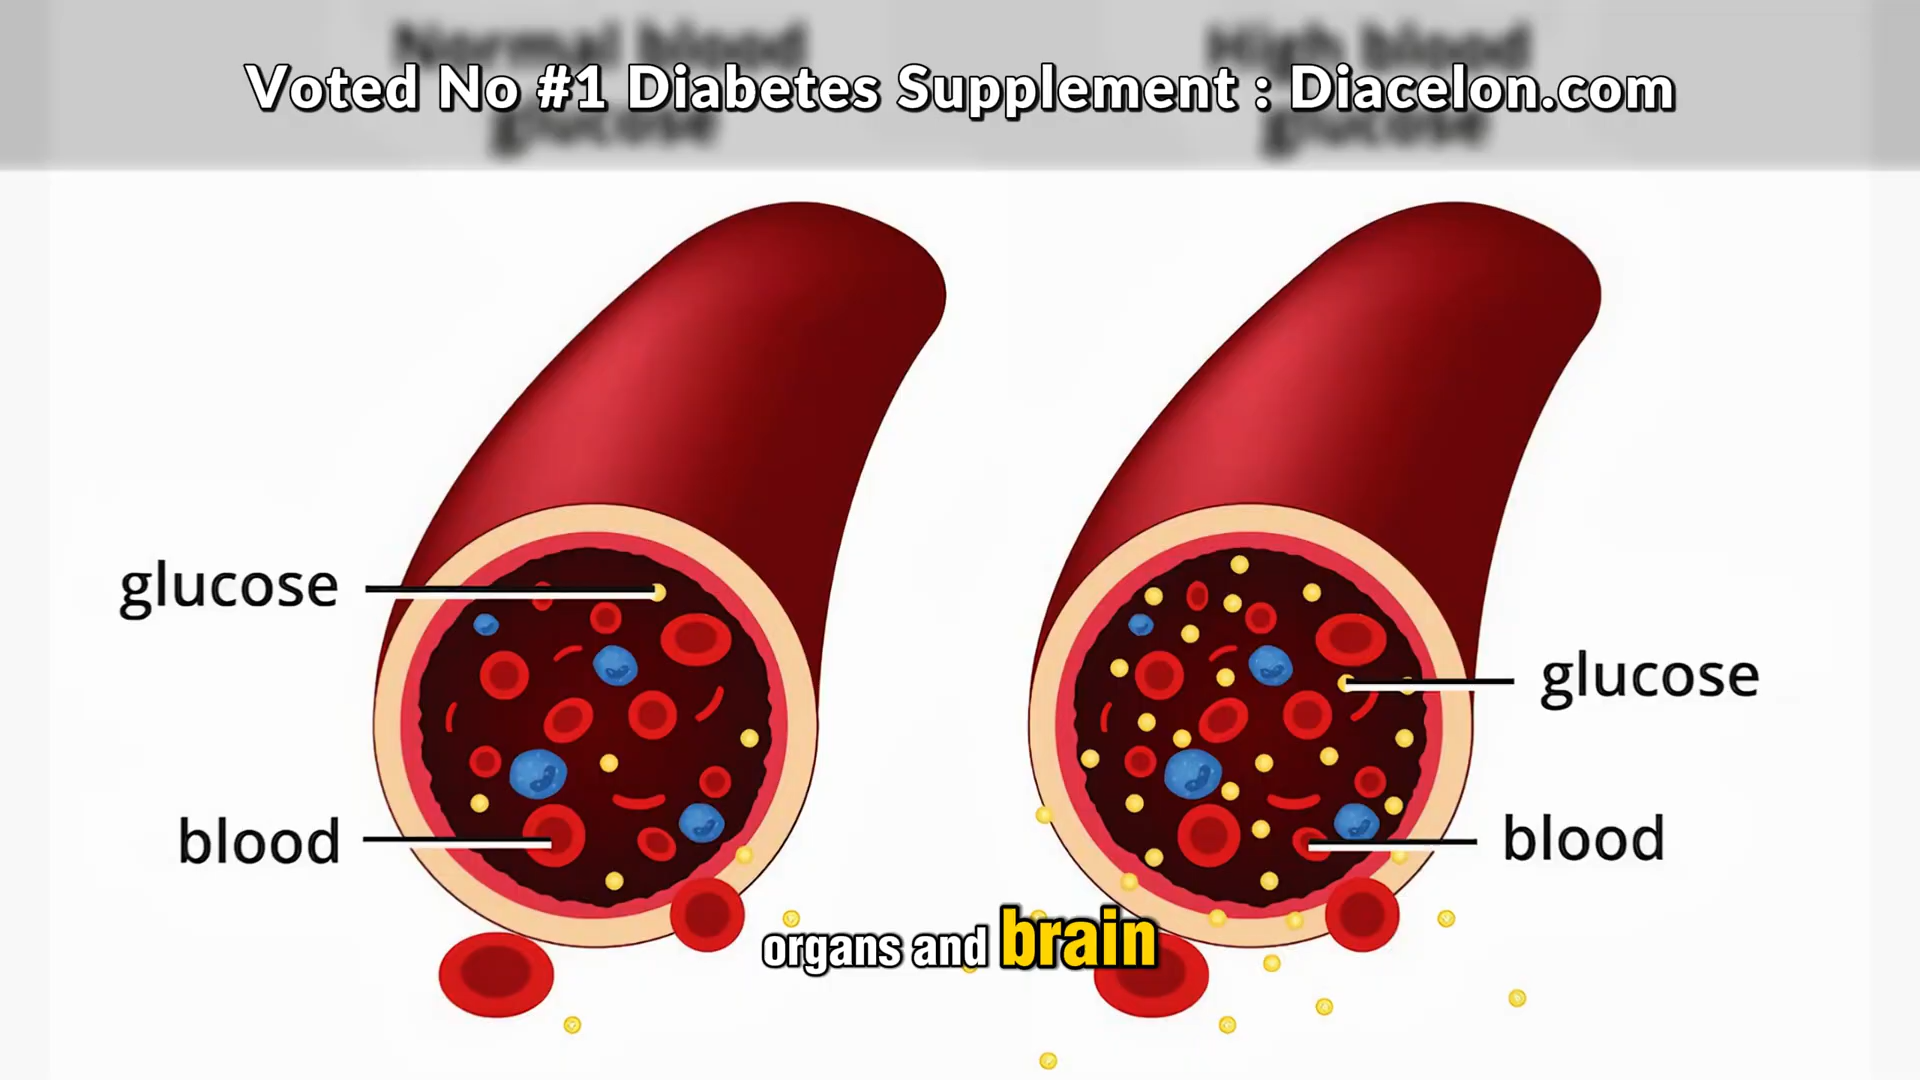 Normal blood High blood
Voted No #1 Diabetes Supplement : Diacelon.com
glucose glucose
glucose
glucose
blood
blood
organs and brain